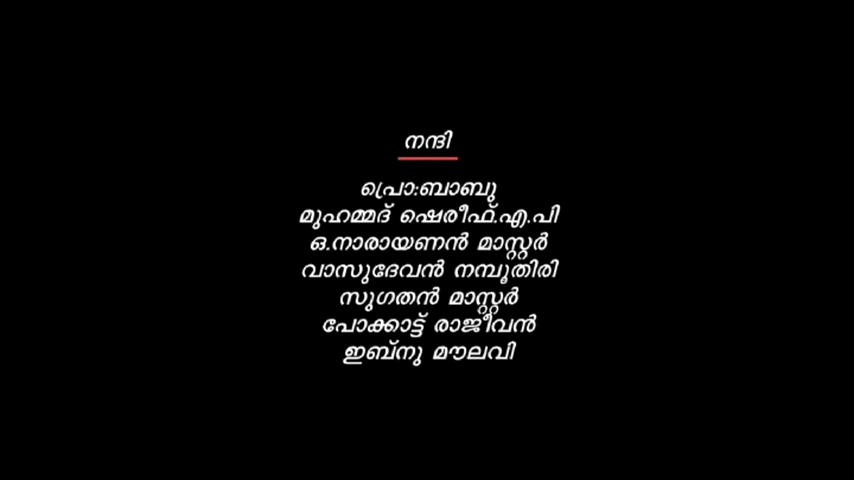 നന്ദി
പ്രൊ:ബാബു
മുഹമ്മദ് ഷെരീഫ്.എ.പി
ഒ.നാരായണൻ മാസ്റ്റർ
വാസുദേവൻ നമ്പൂതിരി
സുഗതൻ മാസ്റ്റർ
പോക്കാട്ട് രാജീവൻ
ഇബ്നു മൗലവി